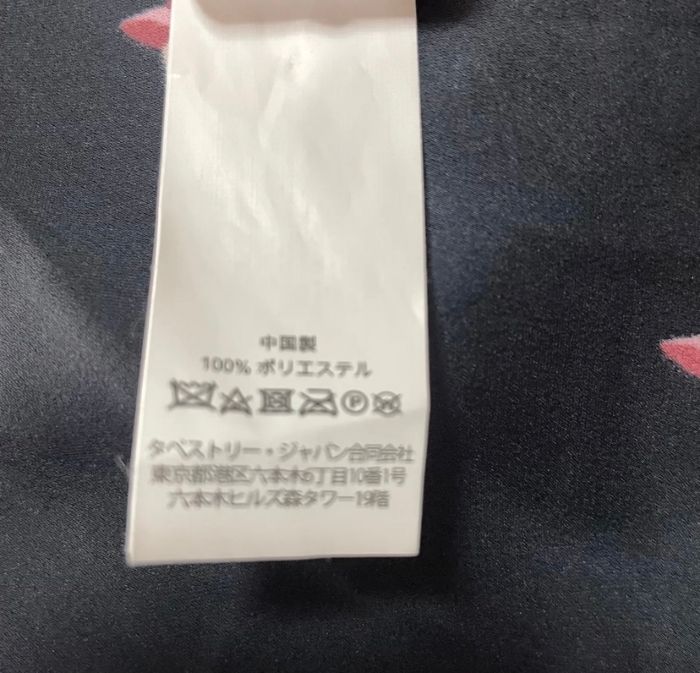 中国製
100% ポリエステル
Ⓟ
タペストリー・ジャパン合同会社
東京都港区六本木6丁目10番1号
六本木ヒルズ森タワー19階